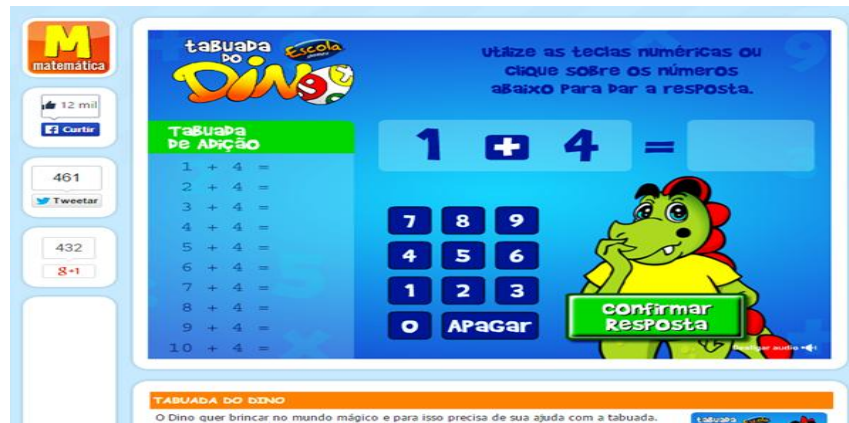 M
matemática
12 mil
Curtir
461
Tweetar
432
g+1
taBuaDa
DO
Escola
DINO
Utilize as teclas numéricas ou
clique soBre os números
aBaixo Para Dar a resPosta.
TaBuaDa
De ADição
1 + 4 =
2 + 4 =
3 + 4 =
4 + 4 =
5 + 4 =
6 + 4 =
7 + 4 =
8 + 4 =
9 + 4 =
10 + 4 =
1 + 4 =
7 8 9
4 5 6
1 2 3
0 APaGar
conFirmar
ResPosta
Desligar audio
TABUADA DO DINO
O Dino quer brincar no mundo mágico e para isso precisa de sua ajuda com a tabuada.
taBuaDa